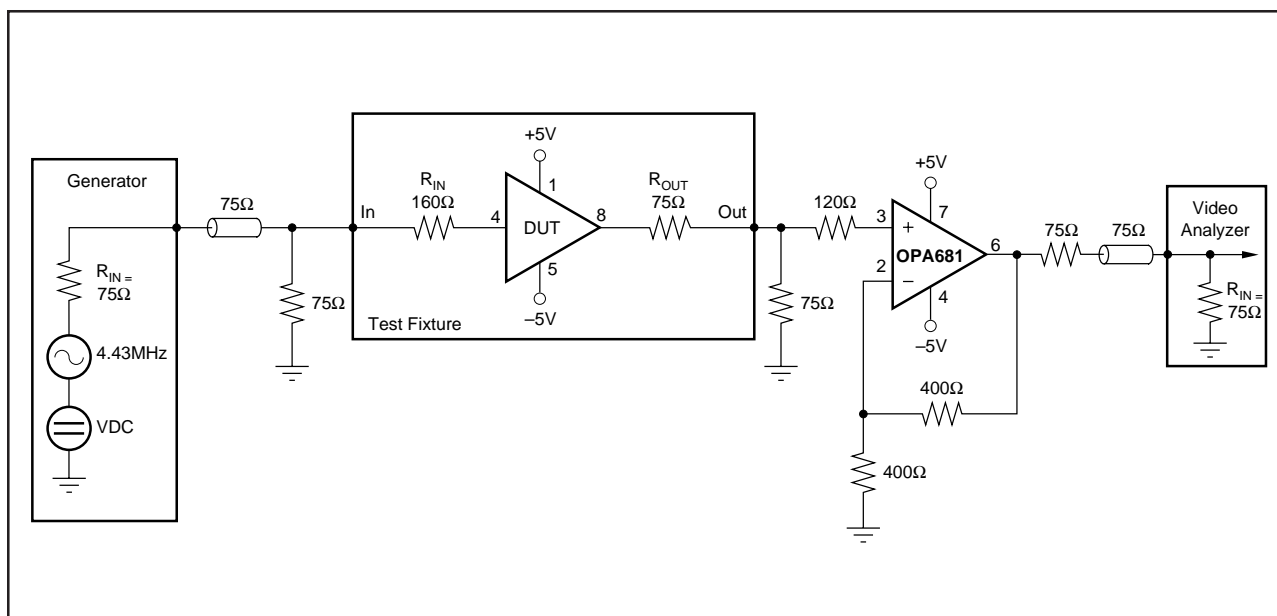 Generator
R_IN =
75Ω
4.43MHz
VDC
75Ω
75Ω
In
R_IN
160Ω
4
+5V
1
DUT
5
–5V
8
R_OUT
75Ω
Out
Test Fixture
75Ω
120Ω
3
+
2
–
+5V
7
OPA681
6
4
–5V
400Ω
400Ω
75Ω
75Ω
Video
Analyzer
R_IN =
75Ω